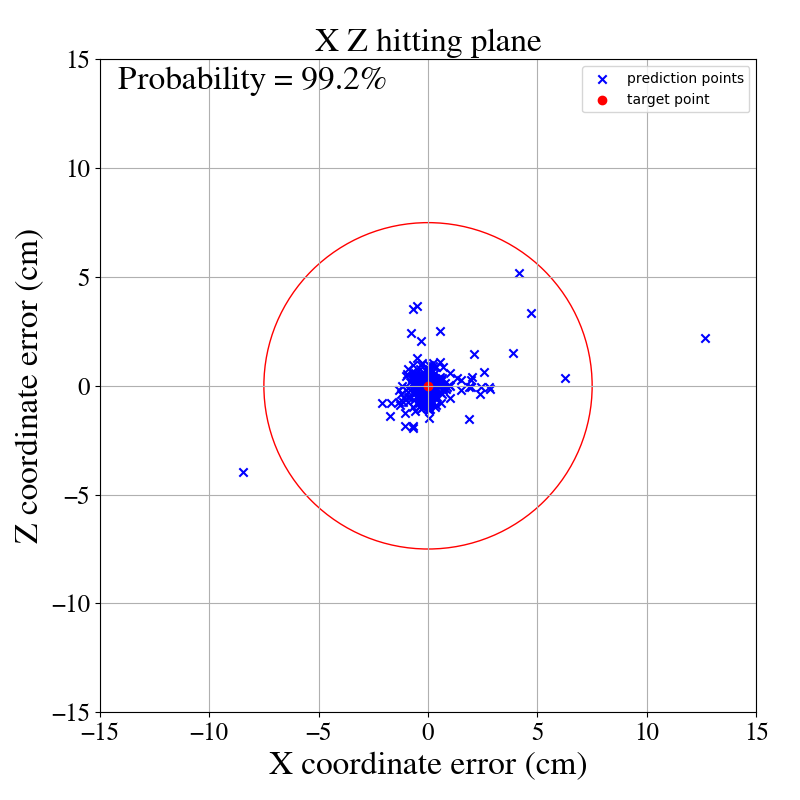 X Z hitting plane
Probability = 99.2%
prediction points
target point
Z coordinate error (cm)
15
10
5
0
−5
−10
−15
−15
−10
−5
0
5
10
15
X coordinate error (cm)